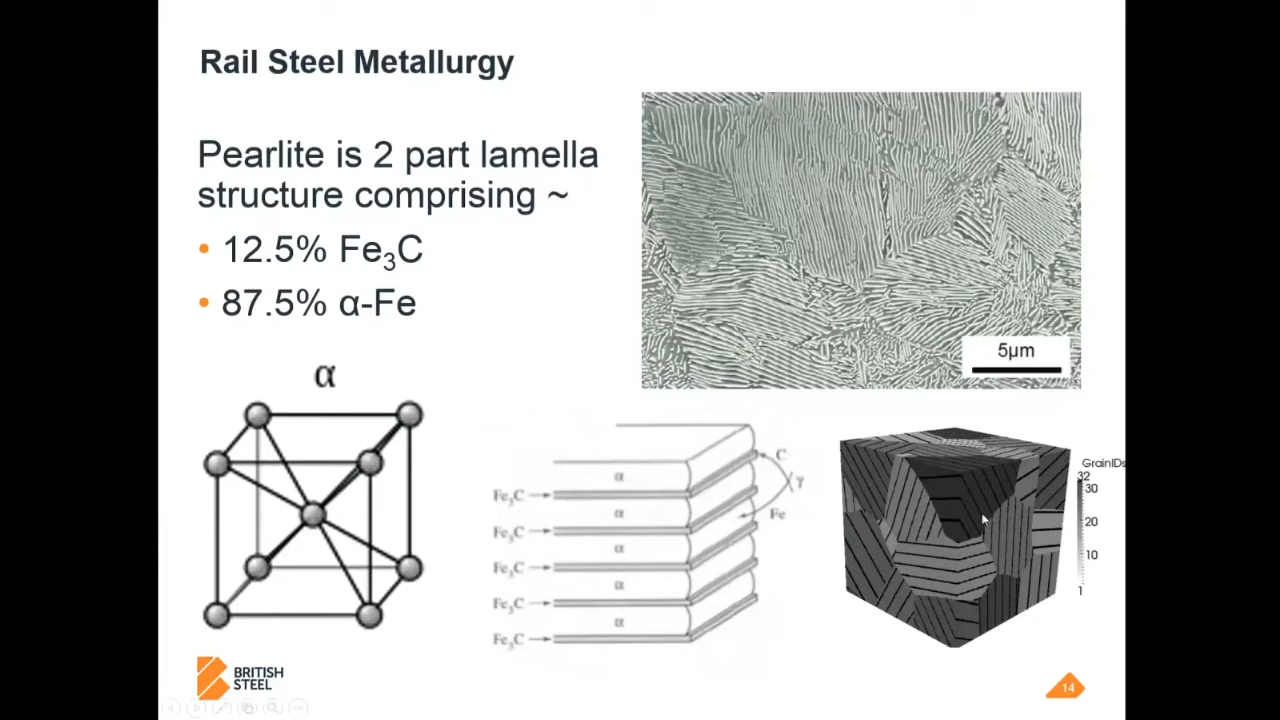 Rail Steel Metallurgy
Pearlite is 2 part lamella
structure comprising ~
• 12.5% Fe₃C
• 87.5% α-Fe
5μm
α
α
C
Fe₃C
γ
α
Fe
Fe₃C
α
Fe₃C
α
Fe₃C
α
Fe₃C
GrainIDs
32
30
20
10
1
BRITISH
STEEL
14